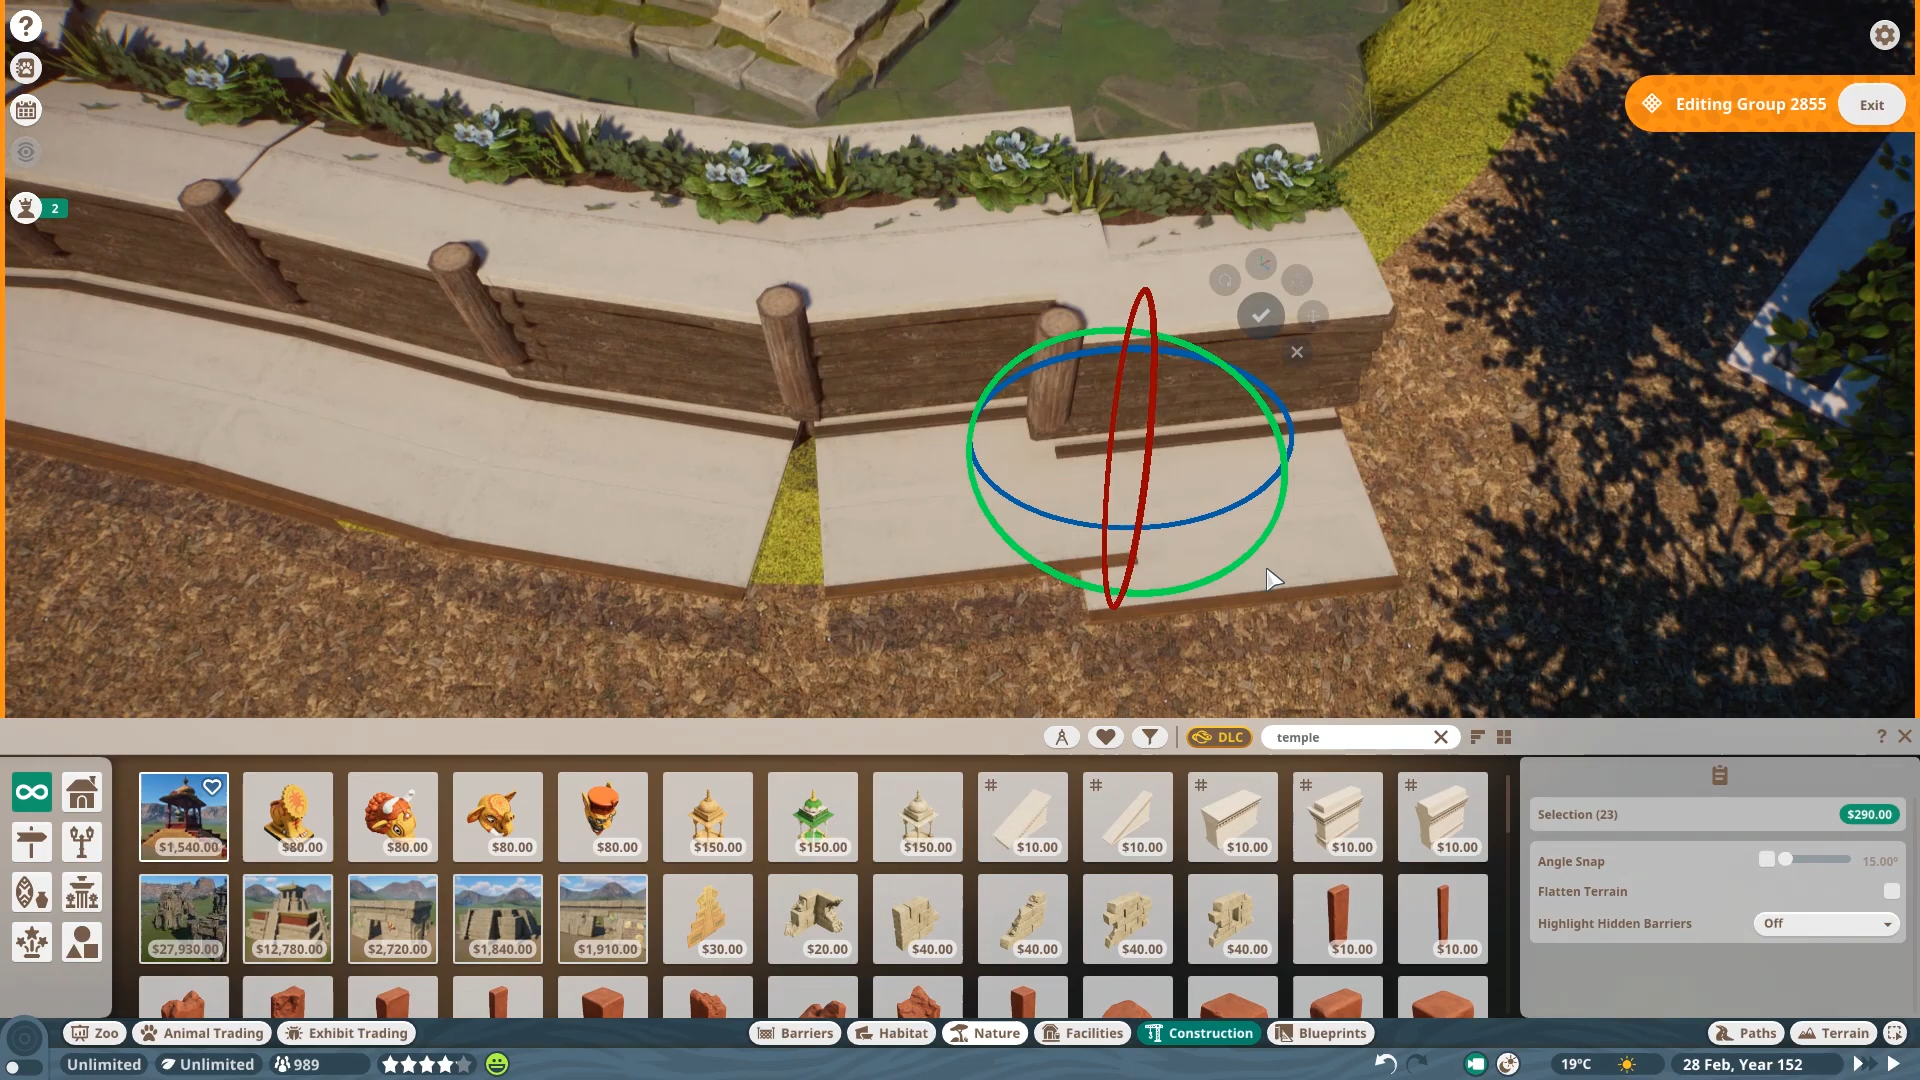 ?
Editing Group 2855
Exit
2
DLC
temple
?
$1,540.00
$80.00
$80.00
$80.00
$80.00
$150.00
$150.00
$150.00
$10.00
$10.00
$10.00
$10.00
$10.00
$27,930.00
$12,780.00
$2,720.00
$1,840.00
$1,910.00
$30.00
$20.00
$40.00
$40.00
$40.00
$40.00
$10.00
$10.00
Selection (23)
$290.00
Angle Snap
15.00°
Flatten Terrain
Highlight Hidden Barriers
Off
Zoo
Animal Trading
Exhibit Trading
Barriers
Habitat
Nature
Facilities
Construction
Blueprints
Paths
Terrain
Unlimited
Unlimited
989
19°C
28 Feb, Year 152